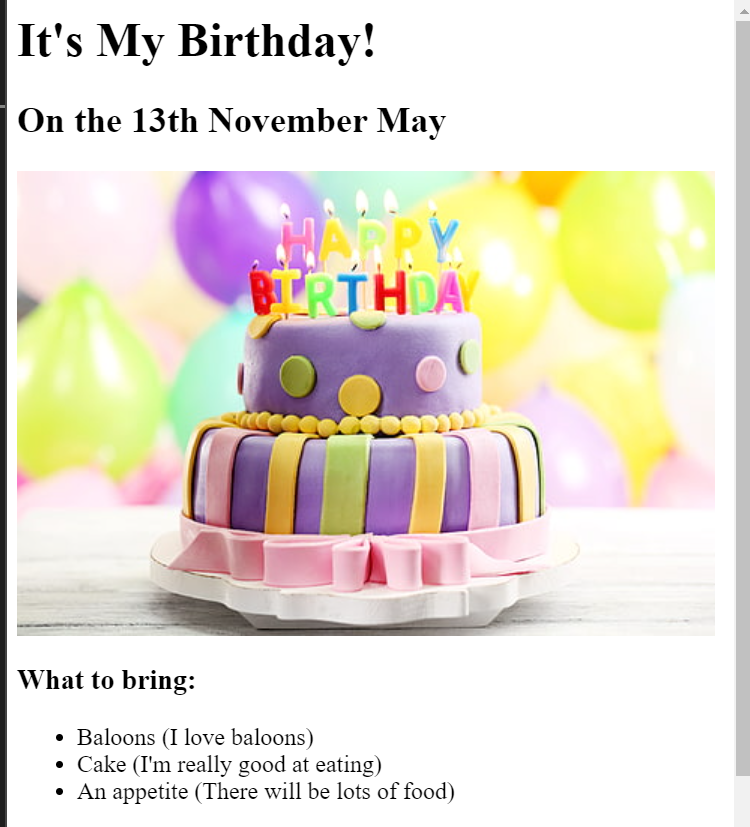 It's My Birthday!
On the 13th November May
HAPPY
BIRTHDAY
What to bring:
Baloons (I love baloons)
Cake (I'm really good at eating)
An appetite (There will be lots of food)